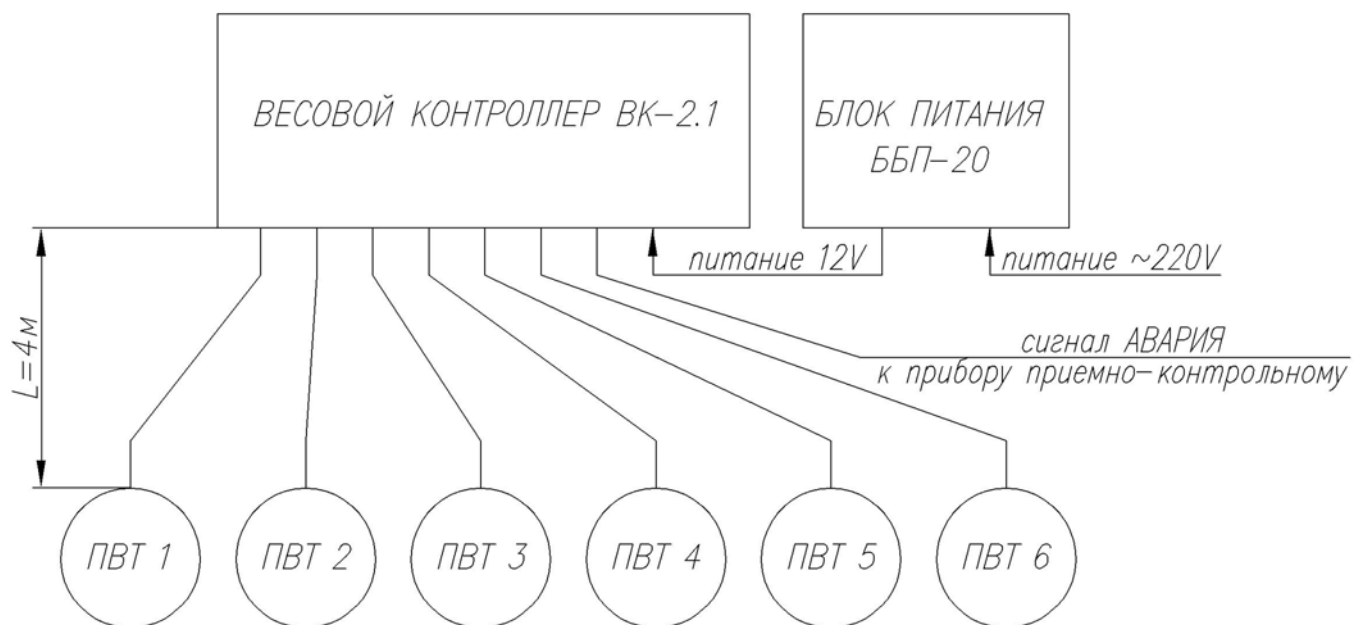 ВЕСОВОЙ КОНТРОЛЛЕР ВК-2.1
БЛОК ПИТАНИЯ
ББП-20
питание 12V
питание ~220V
L=4м
сигнал АВАРИЯ
к прибору приемно-контрольному
ПВТ 1
ПВТ 2
ПВТ 3
ПВТ 4
ПВТ 5
ПВТ 6